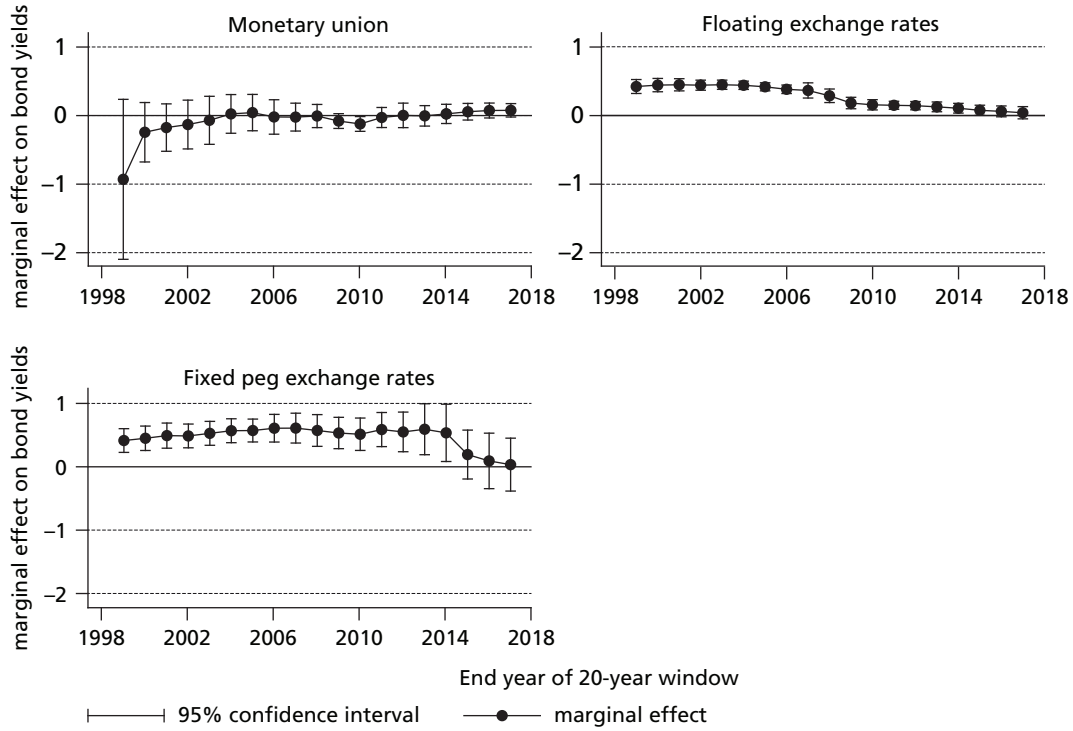 Monetary union
marginal effect on bond yields
1
0
–1
–2
1998 2002 2006 2010 2014 2018
Floating exchange rates
1
0
–1
–2
1998 2002 2006 2010 2014 2018
Fixed peg exchange rates
marginal effect on bond yields
1
0
–1
–2
1998 2002 2006 2010 2014 2018
End year of 20-year window
95% confidence interval marginal effect